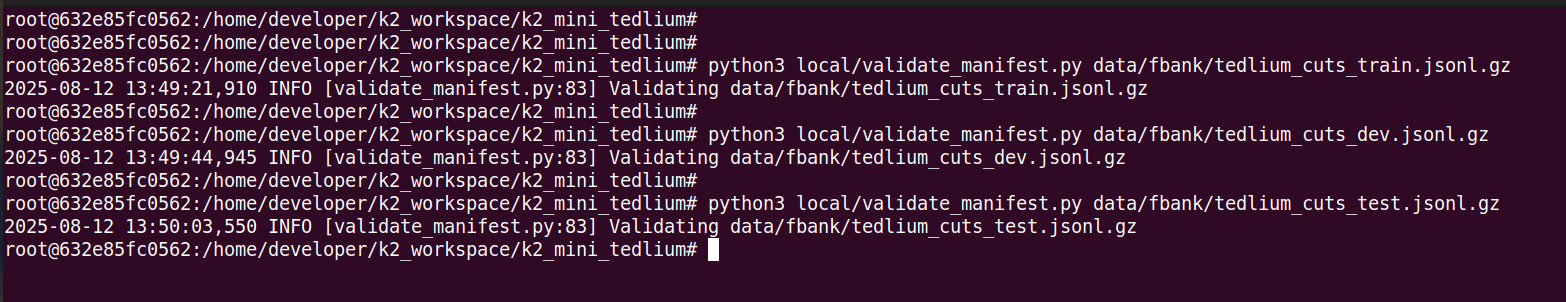 root@632e85fc0562:/home/developer/k2_workspace/k2_mini_tedlium#
root@632e85fc0562:/home/developer/k2_workspace/k2_mini_tedlium#
root@632e85fc0562:/home/developer/k2_workspace/k2_mini_tedlium# python3 local/validate_manifest.py data/fbank/tedlium_cuts_train.jsonl.gz
2025-08-12 13:49:21,910 INFO [validate_manifest.py:83] Validating data/fbank/tedlium_cuts_train.jsonl.gz
root@632e85fc0562:/home/developer/k2_workspace/k2_mini_tedlium#
root@632e85fc0562:/home/developer/k2_workspace/k2_mini_tedlium# python3 local/validate_manifest.py data/fbank/tedlium_cuts_dev.jsonl.gz
2025-08-12 13:49:44,945 INFO [validate_manifest.py:83] Validating data/fbank/tedlium_cuts_dev.jsonl.gz
root@632e85fc0562:/home/developer/k2_workspace/k2_mini_tedlium#
root@632e85fc0562:/home/developer/k2_workspace/k2_mini_tedlium# python3 local/validate_manifest.py data/fbank/tedlium_cuts_test.jsonl.gz
2025-08-12 13:50:03,550 INFO [validate_manifest.py:83] Validating data/fbank/tedlium_cuts_test.jsonl.gz
root@632e85fc0562:/home/developer/k2_workspace/k2_mini_tedlium#